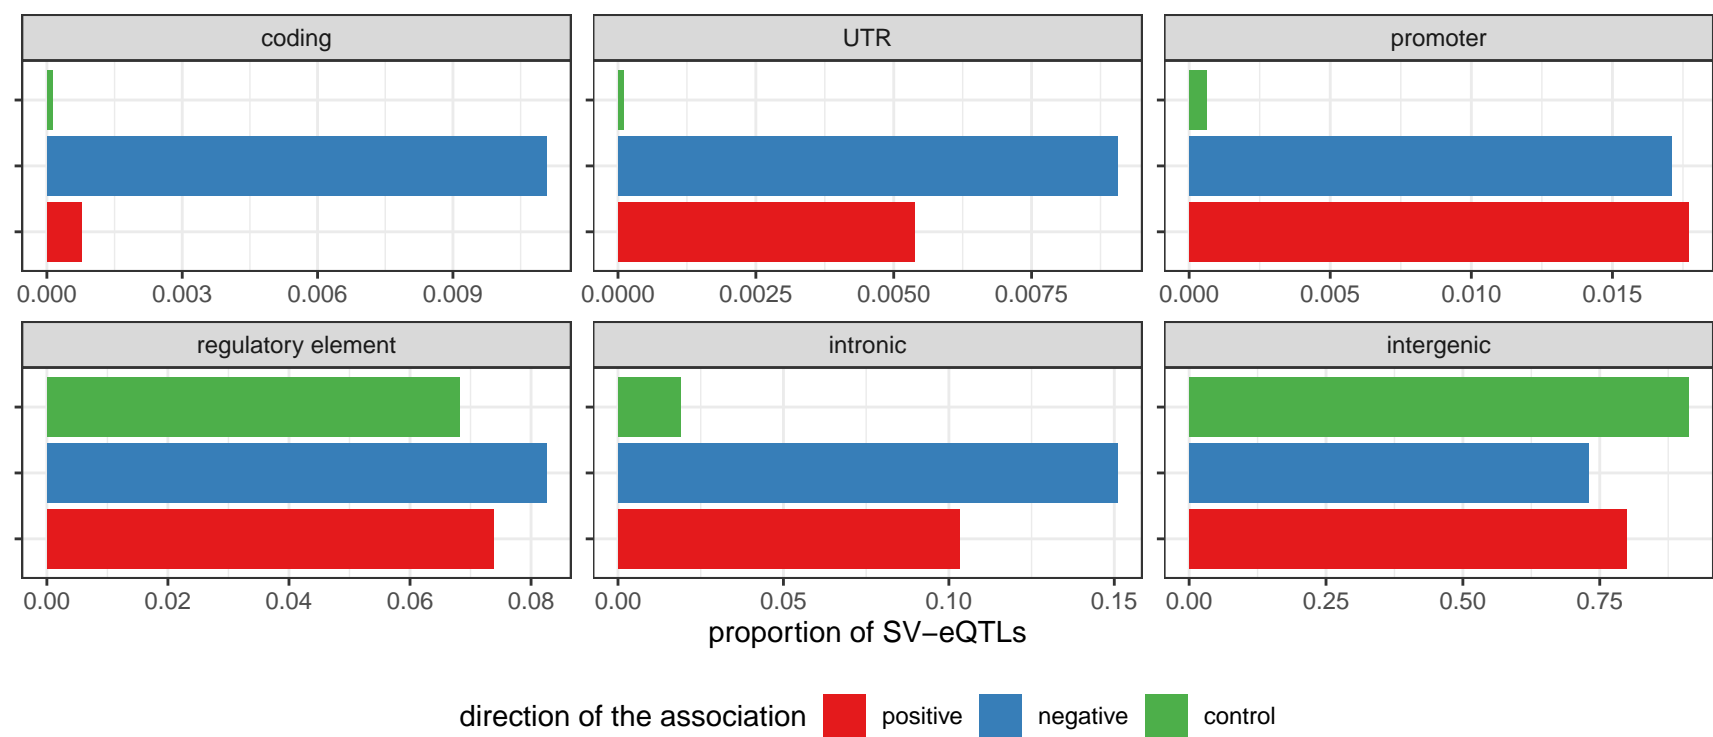 coding UTR promoter
0.000 0.003 0.006 0.009 0.0000 0.0025 0.0050 0.0075 0.000 0.005 0.010 0.015
regulatory element intronic intergenic
0.00 0.02 0.04 0.06 0.08 0.00 0.05 0.10 0.15 0.00 0.25 0.50 0.75
proportion of SV−eQTLs
direction of the association positive negative control